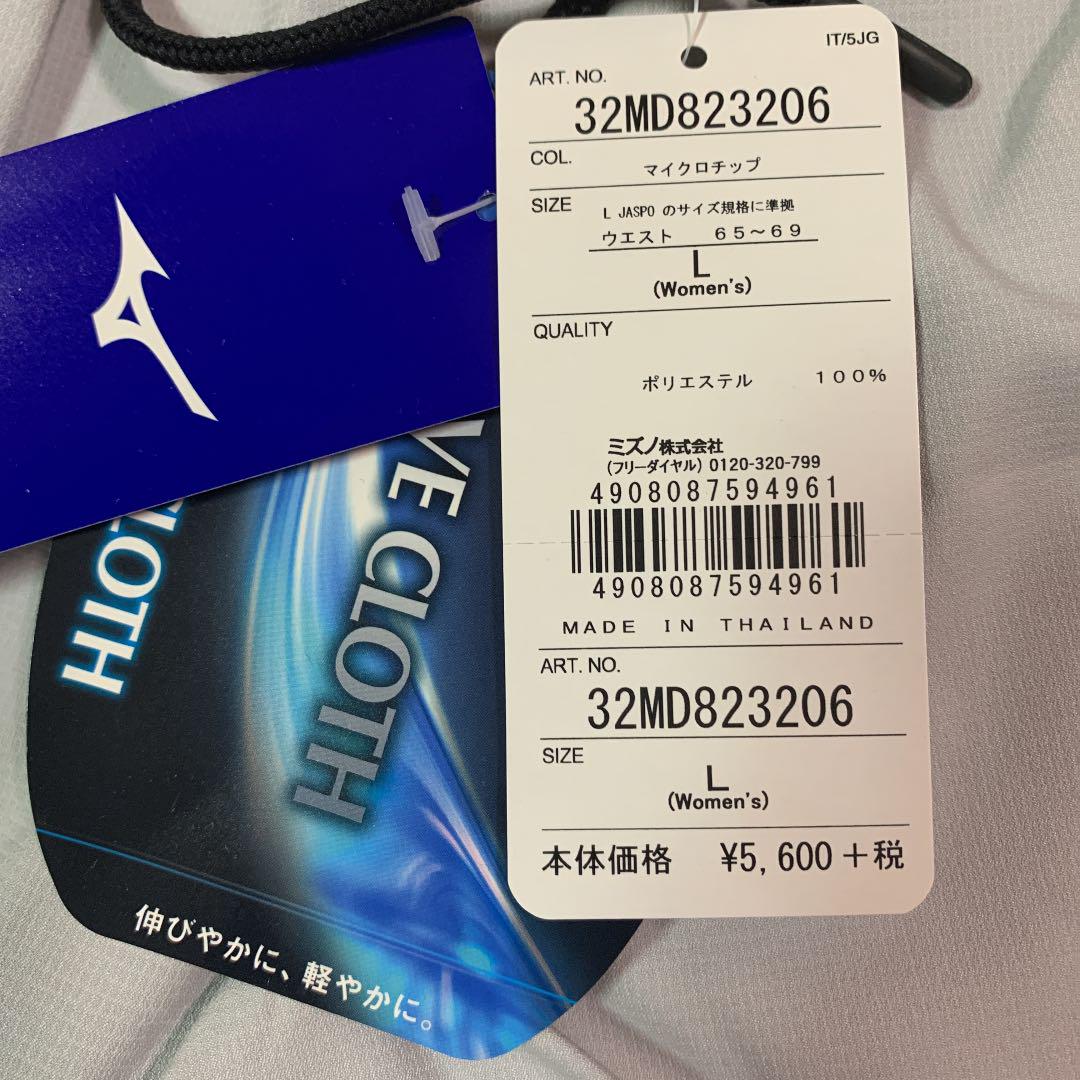 IT/5JG
ART. NO.
32MD823206
COL.
マイクロチップ
SIZE
L JASPO のサイズ規格に準拠
ウエスト 65~69
L
(Women's)
QUALITY
ポリエステル 100%
ミズノ株式会社
(フリーダイヤル) 0120-320-799
4908087594961
4908087594961
MADE IN THAILAND
ART. NO.
32MD823206
SIZE
L
(Women's)
本体価格 ¥5,600+税
VE CLOTH
CLOTH
伸びやかに、軽やかに。